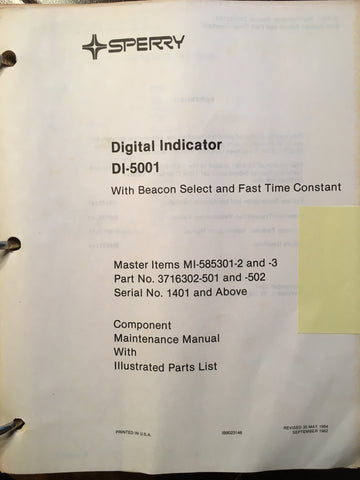 SPERRY
Digital Indicator
DI-5001
With Beacon Select and Fast Time Constant
Master Items MI-585301-2 and -3
Part No. 3716302-501 and -502
Serial No. 1401 and Above
Component
Maintenance Manual
With
Illustrated Parts List
PRINTED IN U.S.A.
IB8023146
REVISED 25 MAY 1984
SEPTEMBER 1982